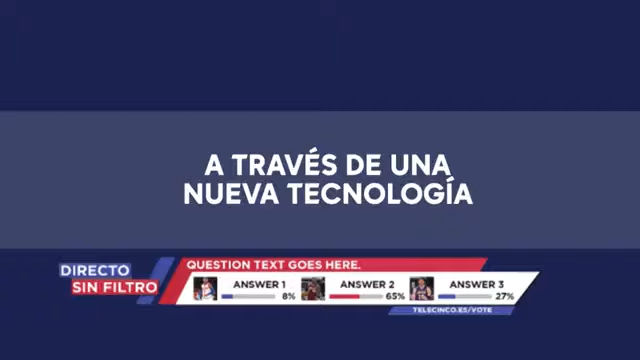 A TRAVÉS DE UNA
NUEVA TECNOLOGÍA
DIRECTO
SIN FILTRO
QUESTION TEXT GOES HERE.
ANSWER 1
8%
ANSWER 2
65%
ANSWER 3
27%
TELECINCO.ES/VOTE